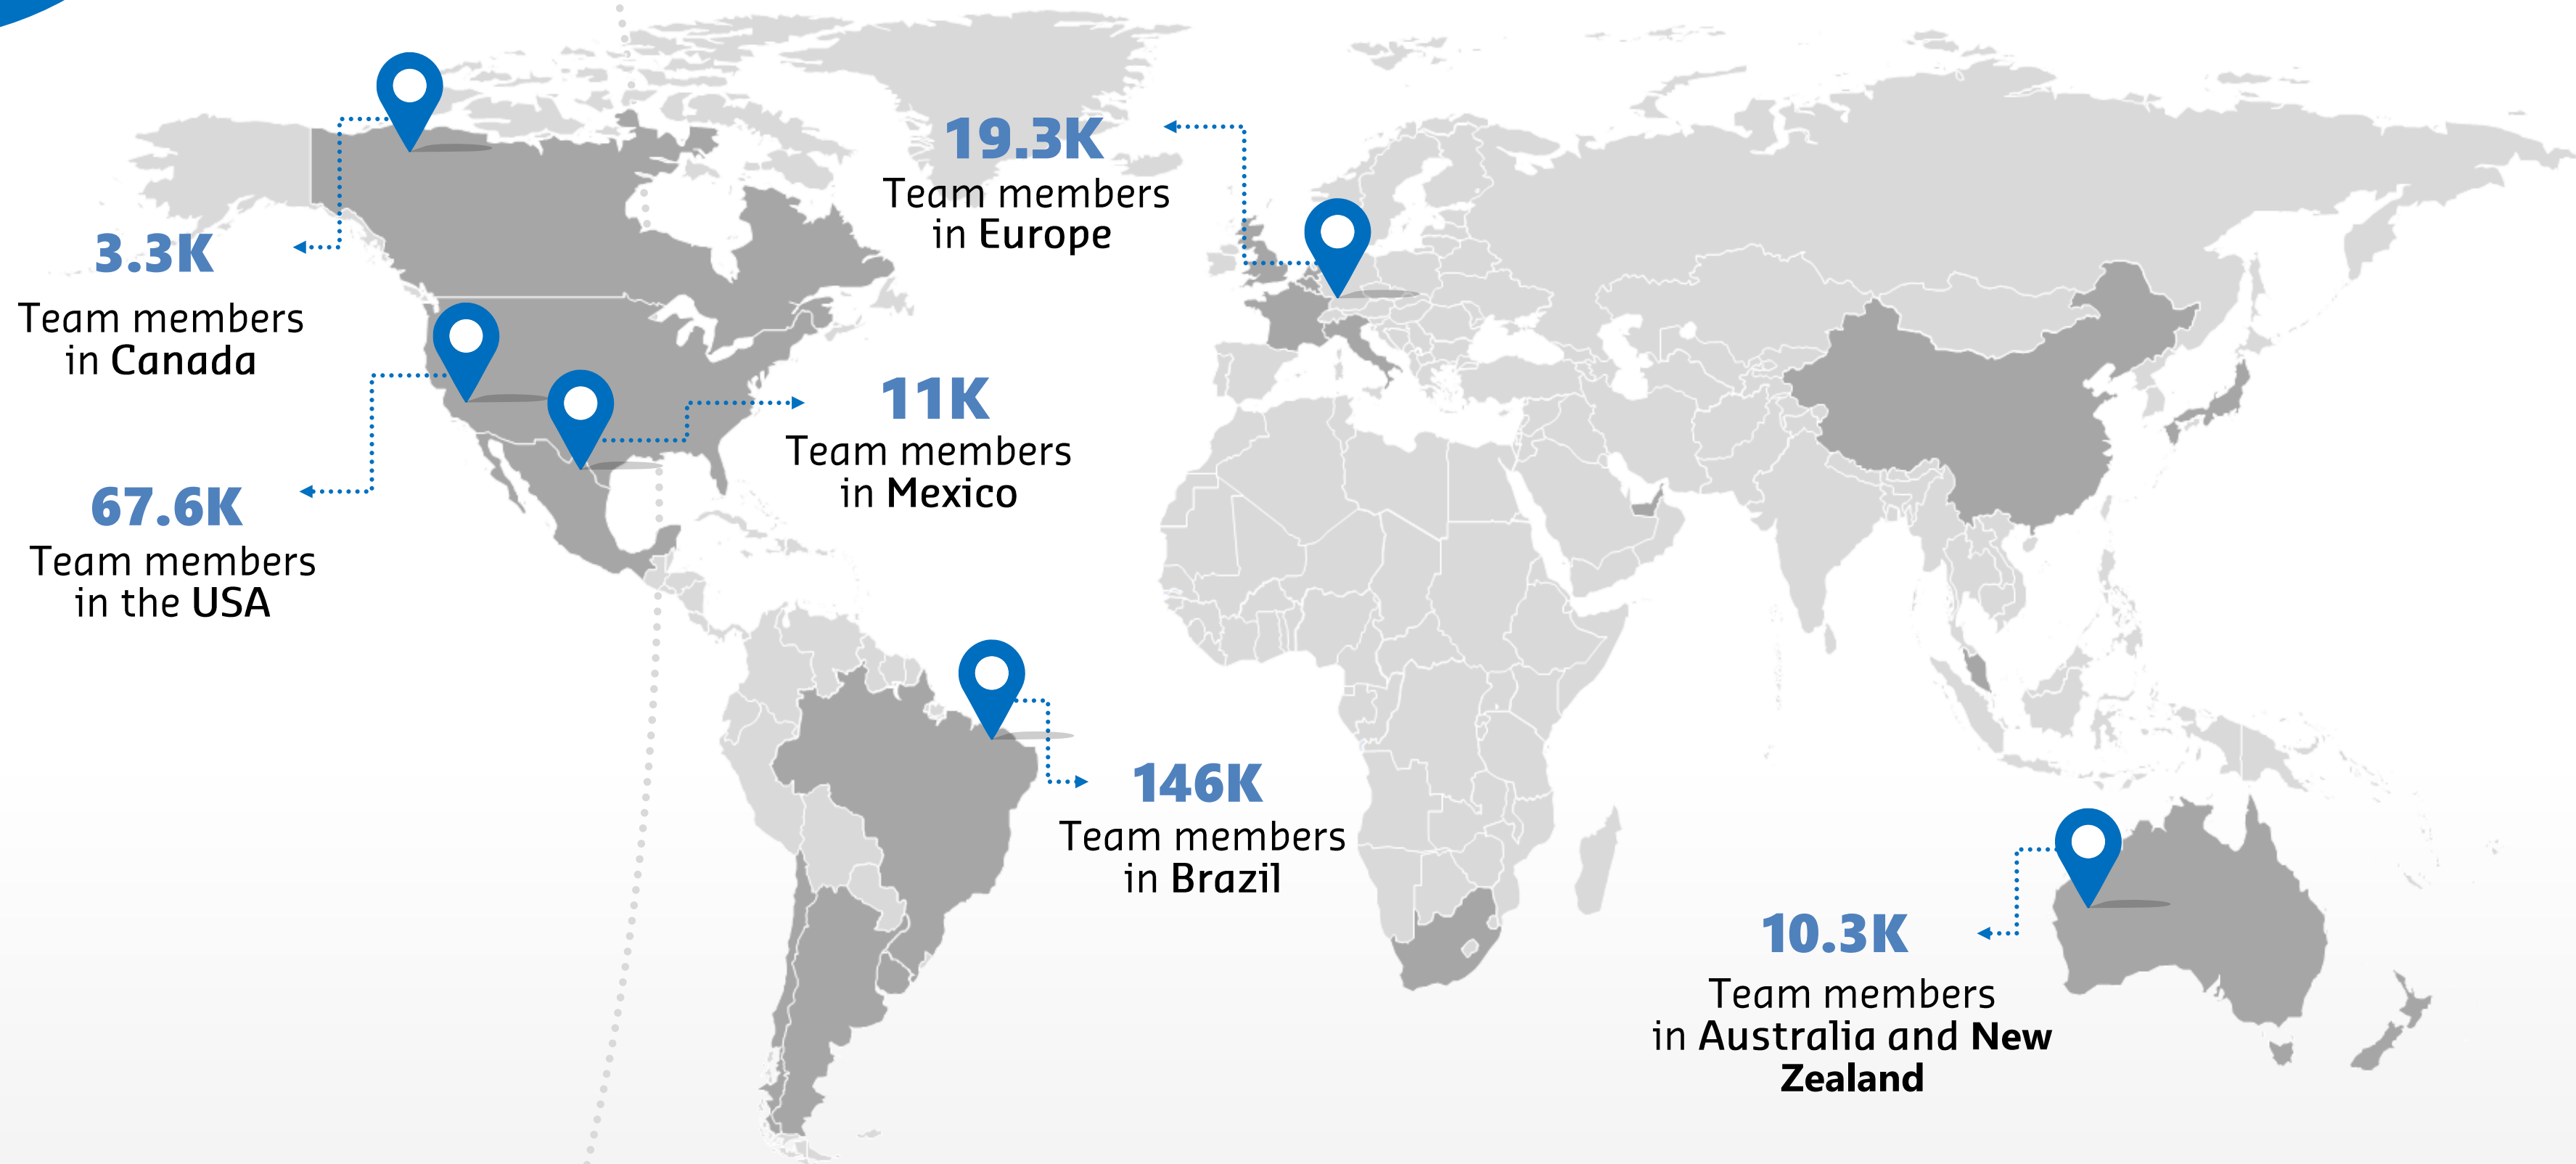 3.3K
Team members
in Canada
67.6K
Team members
in the USA
11K
Team members
in Mexico
19.3K
Team members
in Europe
146K
Team members
in Brazil
10.3K
Team members
in Australia and New
Zealand